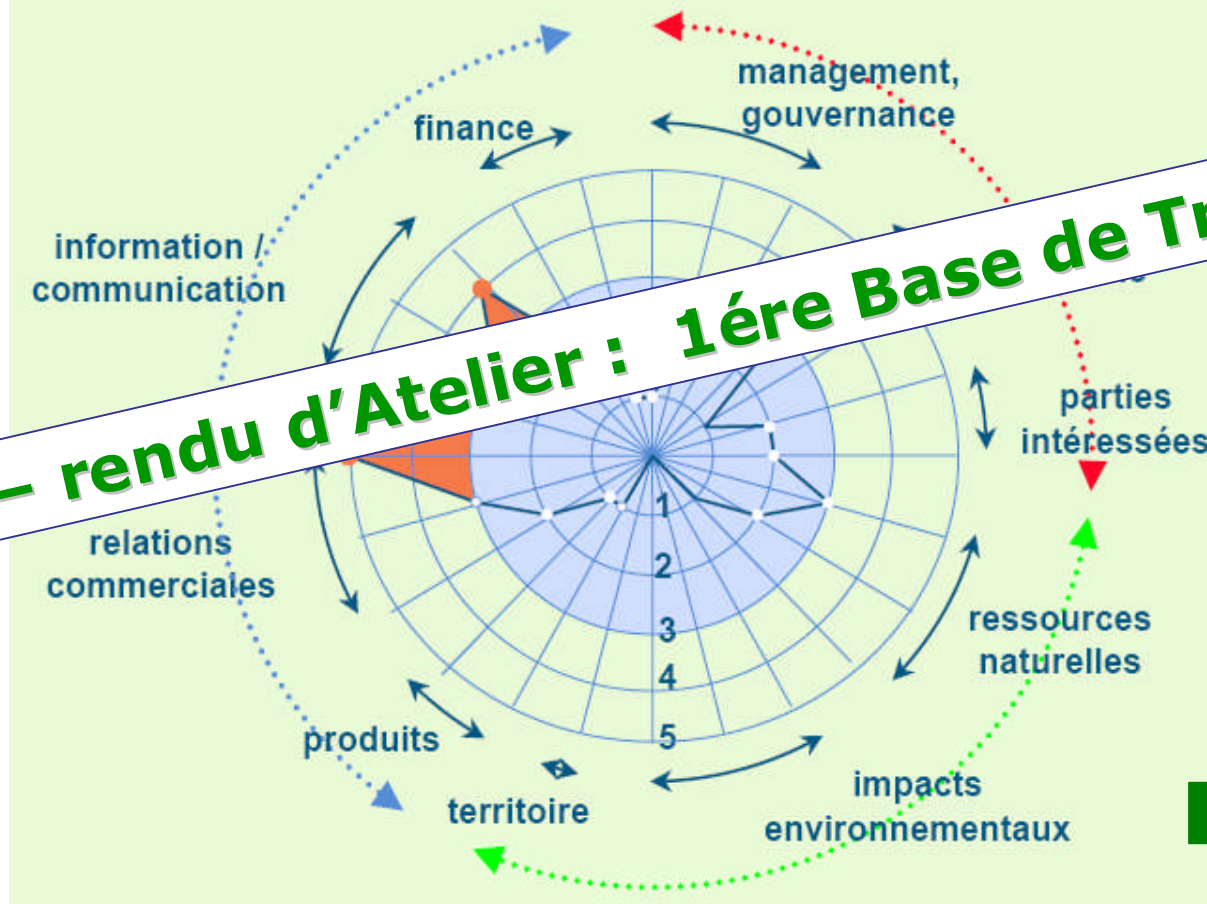 management,
gouvernance
finance
information /
communication
– rendu d’Atelier : 1ére Base de
parties
intéressées
relations
commerciales
1
2
3
4
5
ressources
naturelles
produits
territoire
impacts
environnementaux